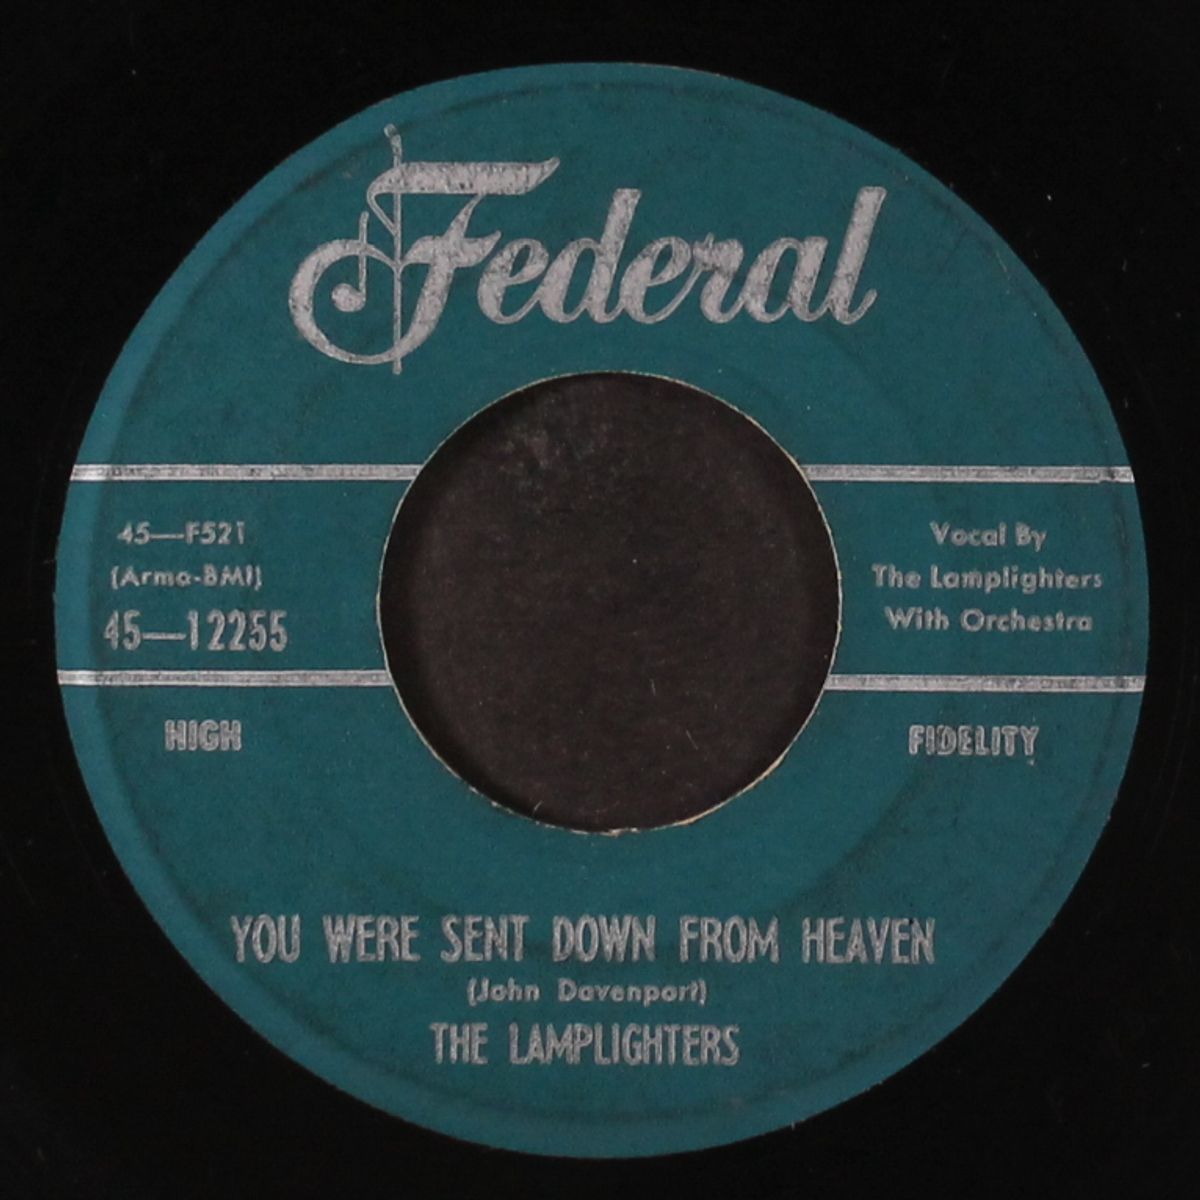 Federal
45—F521
(Armo-BMI)
45—12255
Vocal By
The Lamplighters
With Orchestra
HIGH FIDELITY
YOU WERE SENT DOWN FROM HEAVEN
(John Davenport)
THE LAMPLIGHTERS